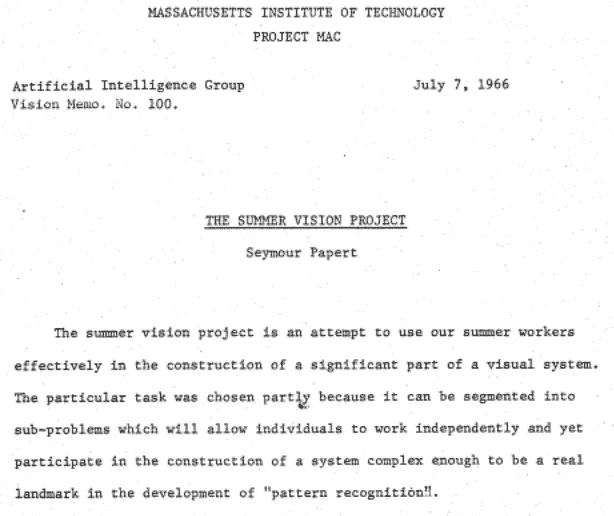 MASSACHUSETTS INSTITUTE OF TECHNOLOGY
PROJECT MAC
Artificial Intelligence Group July 7, 1966
Vision Memo. No. 100.
THE SUMMER VISION PROJECT
Seymour Papert
The summer vision project is an attempt to use our summer workers
effectively in the construction of a significant part of a visual system.
The particular task was chosen partly because it can be segmented into
sub-problems which will allow individuals to work independently and yet
participate in the construction of a system complex enough to be a real
landmark in the development of "pattern recognition".